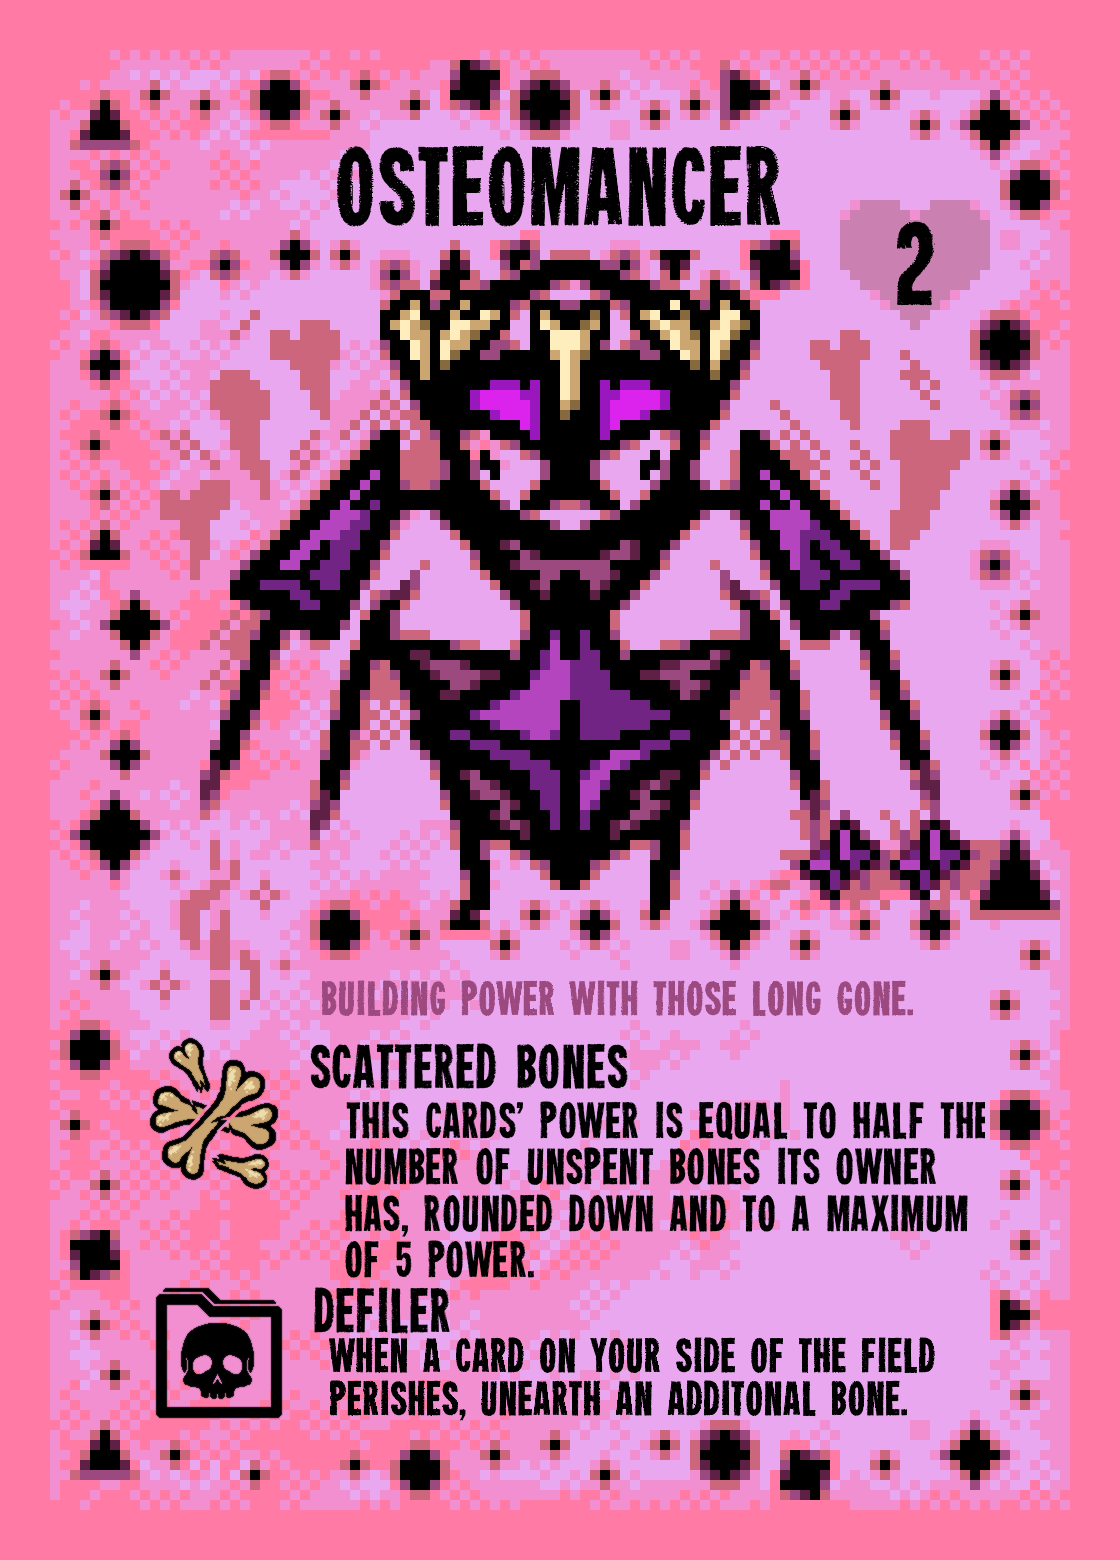 OSTEOMANCER
2
BUILDING POWER WITH THOSE LONG GONE.
SCATTERED BONES
THIS CARDS' POWER IS EQUAL TO HALF THE
NUMBER OF UNSPENT BONES ITS OWNER
HAS, ROUNDED DOWN AND TO A MAXIMUM
OF 5 POWER.
DEFILER
WHEN A CARD ON YOUR SIDE OF THE FIELD
PERISHES, UNEARTH AN ADDITONAL BONE.